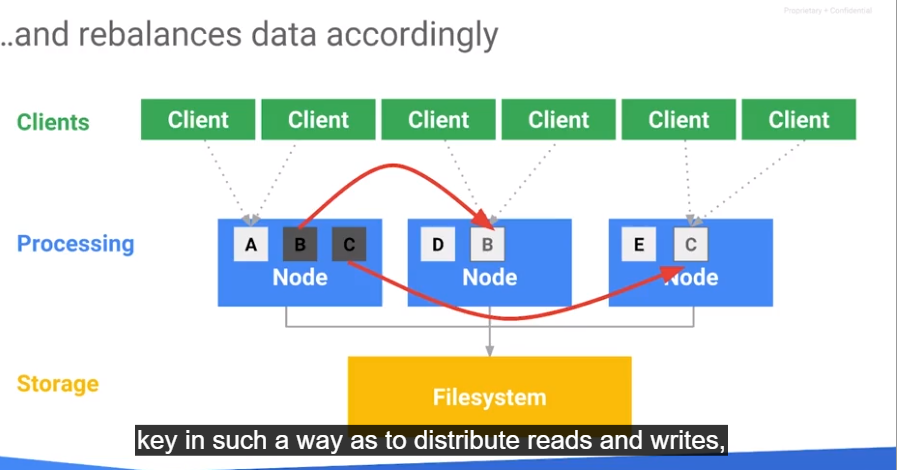 Proprietary + Confidential
..and rebalances data accordingly
Clients
Client Client Client Client Client Client
Processing
A B C D B E C
Node Node Node
Storage
Filesystem
key in such a way as to distribute reads and writes,